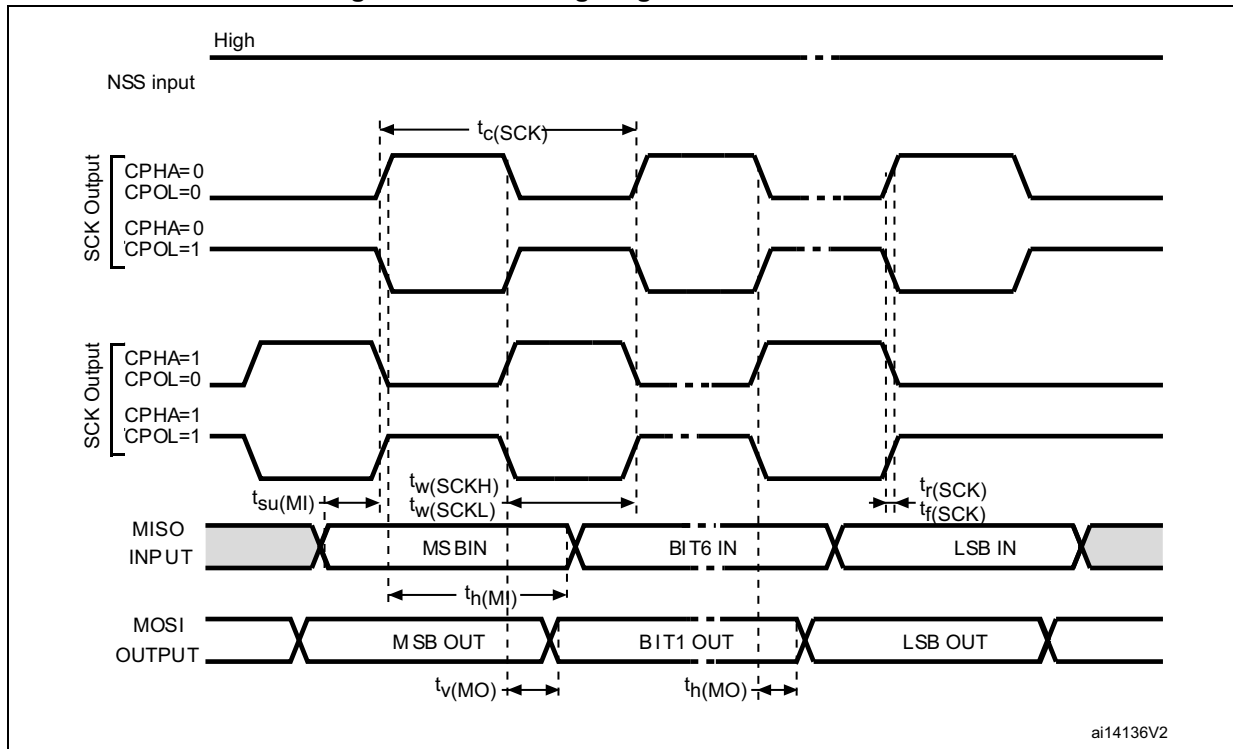 High
NSS input
tc(SCK)
SCK Output
CPHA=0
CPOL=0
CPHA=0
CPOL=1
SCK Output
CPHA=1
CPOL=0
CPHA=1
CPOL=1
tsu(MI)
tw(SCKH)
tw(SCKL)
tr(SCK)
tf(SCK)
MISO
INPUT
MSBIN
BIT6 IN
LSB IN
th(MI)
MOSI
OUTPUT
MSB OUT
BIT1 OUT
LSB OUT
tv(MO)
th(MO)
ai14136V2